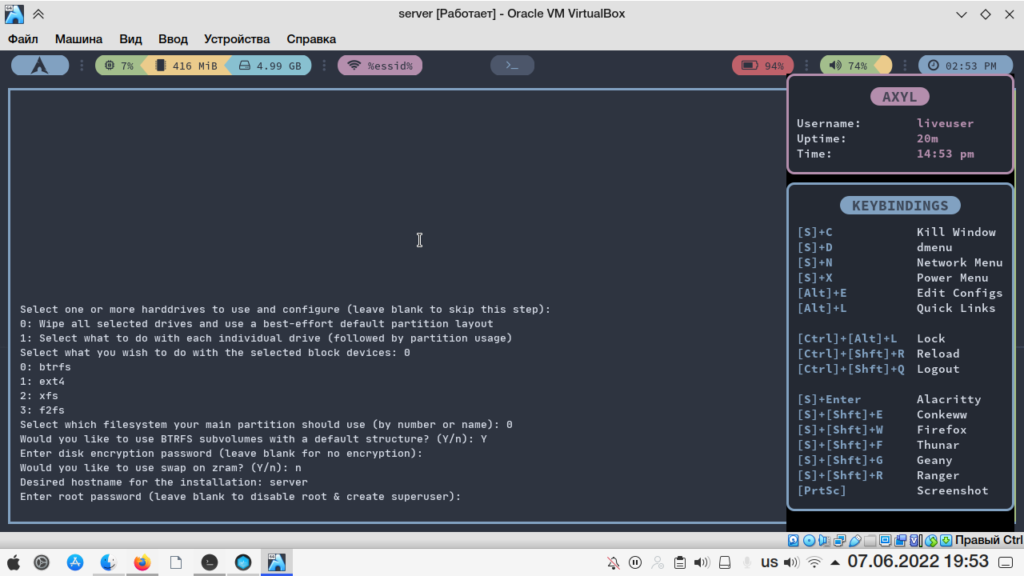 server [Работает] - Oracle VM VirtualBox
Файл Машина Вид Ввод Устройства Справка
7% 416 MiB 4.99 GB %essid% >_ 94% 74% 02:53 PM
AXYL
Username: liveuser
Uptime: 20m
Time: 14:53 pm
KEYBINDINGS
[S]+C Kill Window
[S]+D dmenu
[S]+N Network Menu
[S]+X Power Menu
[Alt]+E Edit Configs
[Alt]+L Quick Links
[Ctrl]+[Alt]+L Lock
[Ctrl]+[Shft]+R Reload
[Ctrl]+[Shft]+Q Logout
[S]+Enter Alacritty
[S]+[Shft]+E Conkeww
[S]+[Shft]+W Firefox
[S]+[Shft]+F Thunar
[S]+[Shft]+G Geany
[S]+[Shft]+R Ranger
[PrtSc] Screenshot
Select one or more harddrives to use and configure (leave blank to skip this step):
0: Wipe all selected drives and use a best-effort default partition layout
1: Select what to do with each individual drive (followed by partition usage)
Select what you wish to do with the selected block devices: 0
0: btrfs
1: ext4
2: xfs
3: f2fs
Select which filesystem your main partition should use (by number or name): 0
Would you like to use BTRFS subvolumes with a default structure? (Y/n): Y
Enter disk encryption password (leave blank for no encryption):
Would you like to use swap on zram? (Y/n): n
Desired hostname for the installation: server
Enter root password (leave blank to disable root & create superuser):
Правый Ctrl
us 07.06.2022 19:53